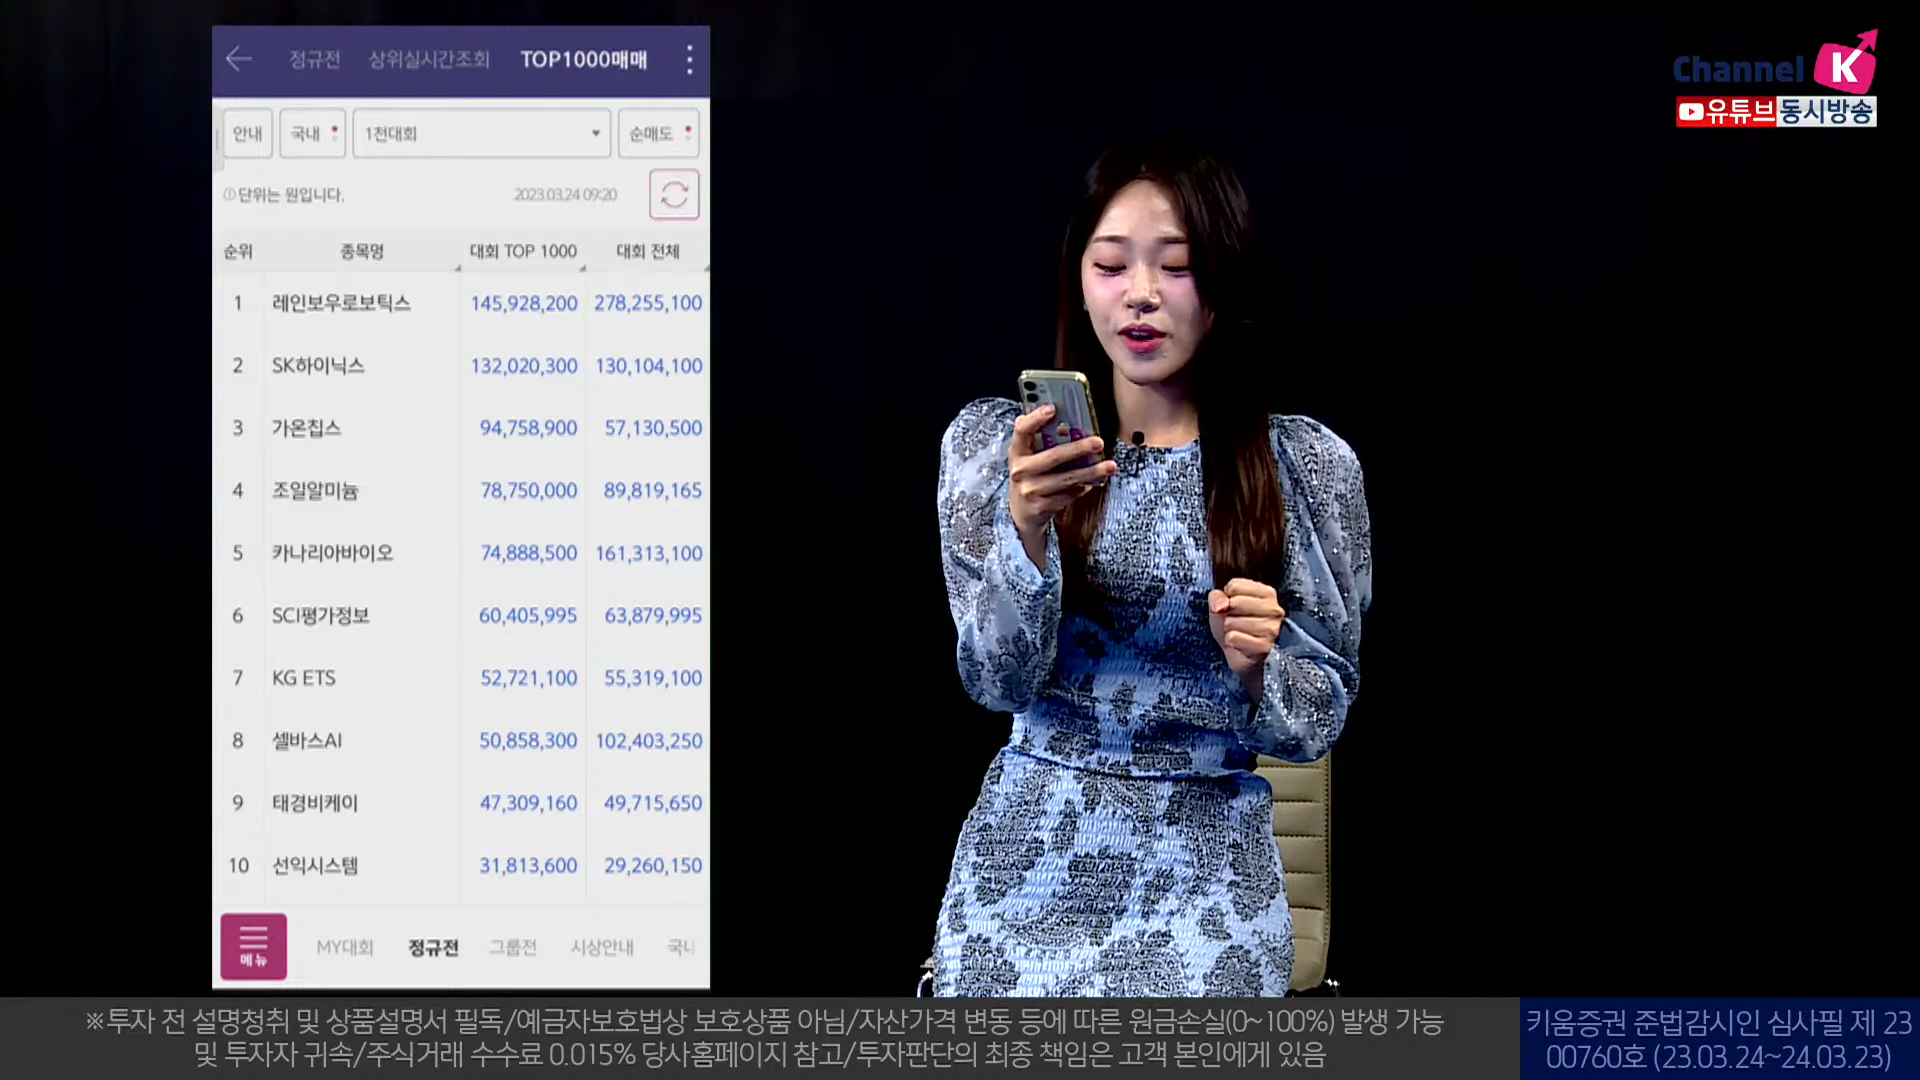 정규전 상위실시간조회 TOP1000매매
안내 국내 1천대회 순매도
단위는 원입니다. 2023.03.24 09:20
순위 종목명 대회 TOP 1000 대회 전체
1 레인보우로보틱스 145,928,200 278,255,100
2 SK하이닉스 132,020,300 130,104,100
3 가온칩스 94,758,900 57,130,500
4 조일알미늄 78,750,000 89,819,165
5 카나리아바이오 74,888,500 161,313,100
6 SCI평가정보 60,405,995 63,879,995
7 KG ETS 52,721,100 55,319,100
8 셀바스AI 50,858,300 102,403,250
9 태경비케이 47,309,160 49,715,650
10 선익시스템 31,813,600 29,260,150
메뉴 MY대회 정규전 그룹전 시상안내
Channel K
유튜브 동시방송
※투자 전 설명청취 및 상품설명서 필독/예금자보호법상 보호상품 아님/자산가격 변동 등에 따른 원금손실(0~100%) 발생 가능
및 투자자 귀속/주식거래 수수료 0.015% 당사홈페이지 참고/투자판단의 최종 책임은 고객 본인에게 있음
키움증권 준법감시인 심사필 제 23
00760호 (23.03.24~24.03.23)